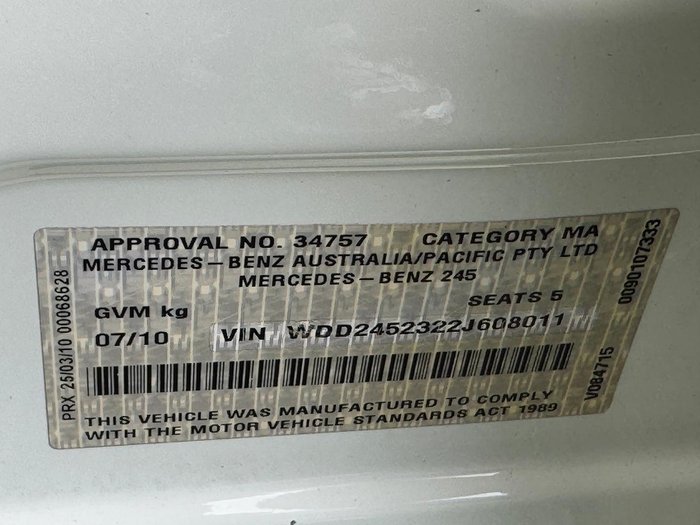 APPROVAL NO. 34757 CATEGORY MA
MERCEDES-BENZ AUSTRALIA/PACIFIC PTY LTD
MERCEDES-BENZ 245
GVM kg SEATS 5
07/10 VIN WDD2452322J608011
THIS VEHICLE WAS MANUFACTURED TO COMPLY
WITH THE MOTOR VEHICLE STANDARDS ACT 1989
PRX 25/03/10 00068628
00901073333
V084715